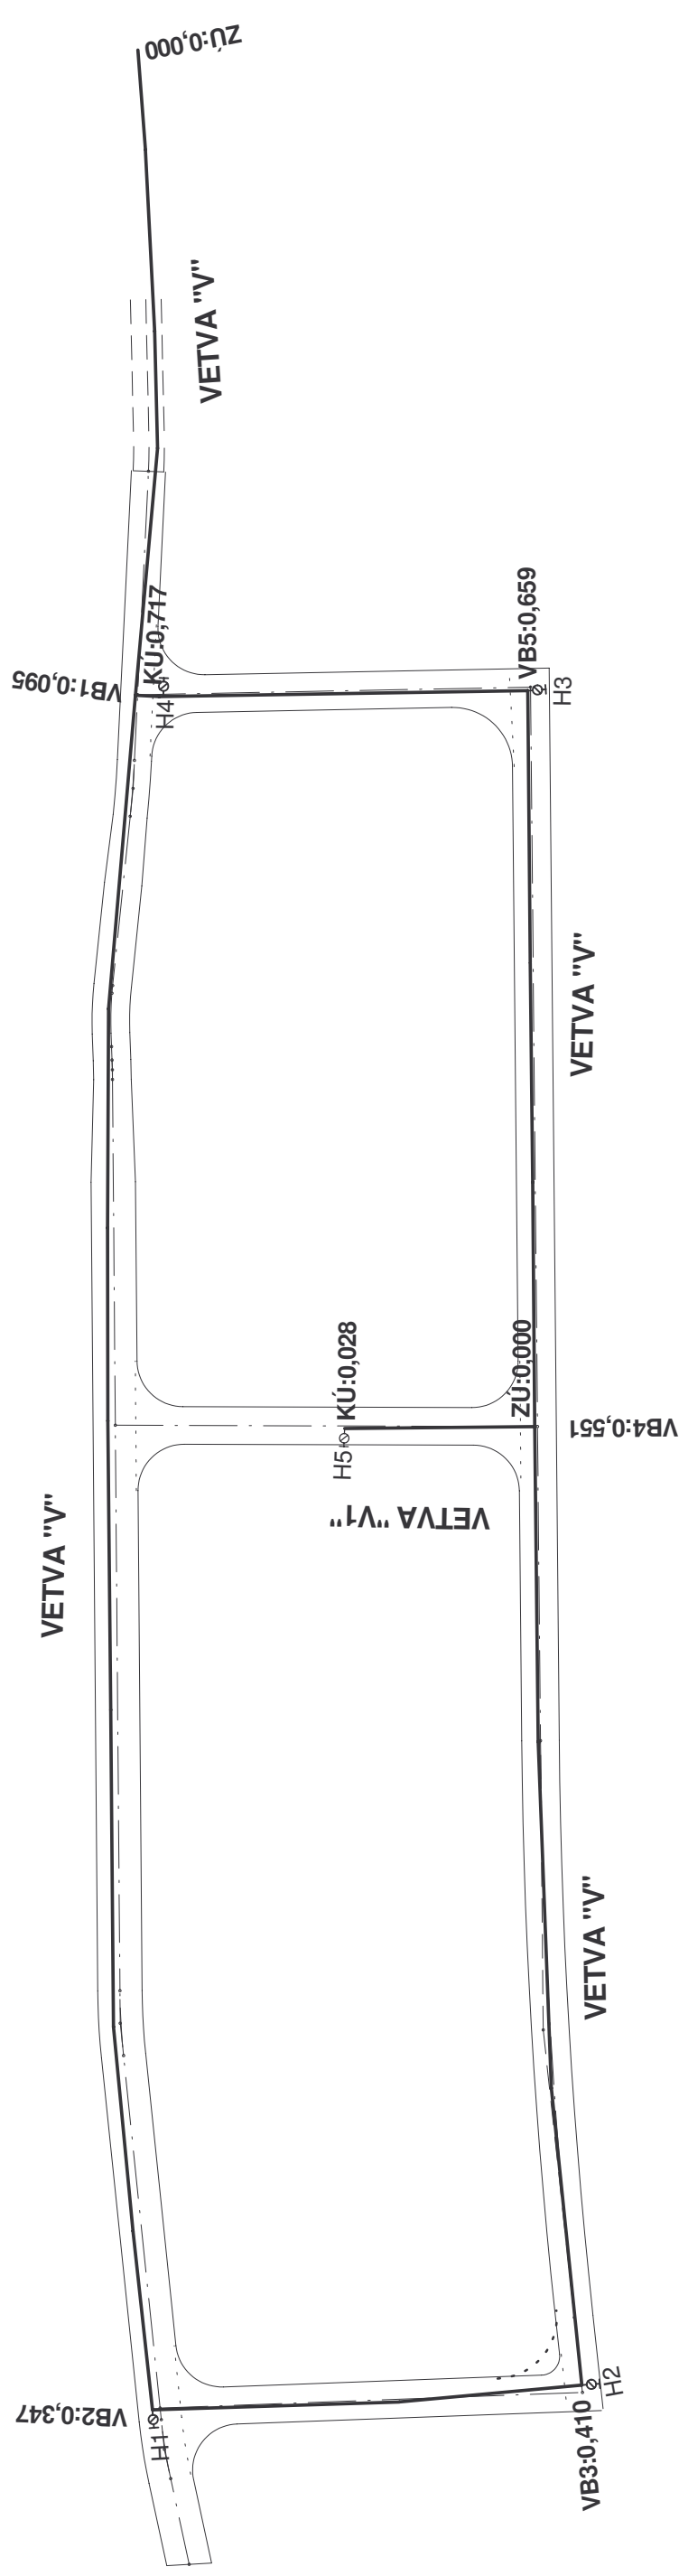 ZÚ:0,000
VETVA "V"
VB1:0,095
KÚ:0,717
H4
VB5:0,659
H3
VETVA "V"
KÚ:0,028
ZÚ:0,000
H5
VB4:0,551
VETVA "V1"
VETVA "V"
VETVA "V"
VB2:0,347
H1
H2
VB3:0,410